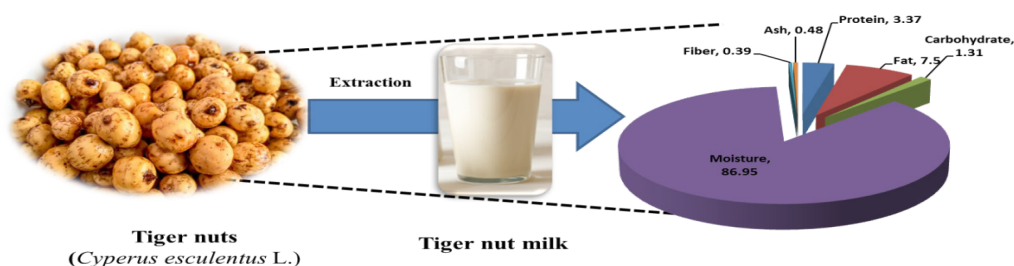 Tiger nuts
(Cyperus esculentus L.)
Extraction
Tiger nut milk
Fiber, 0.39
Ash, 0.48
Protein, 3.37
Fat, 7.5
Carbohydrate,
1.31
Moisture,
86.95